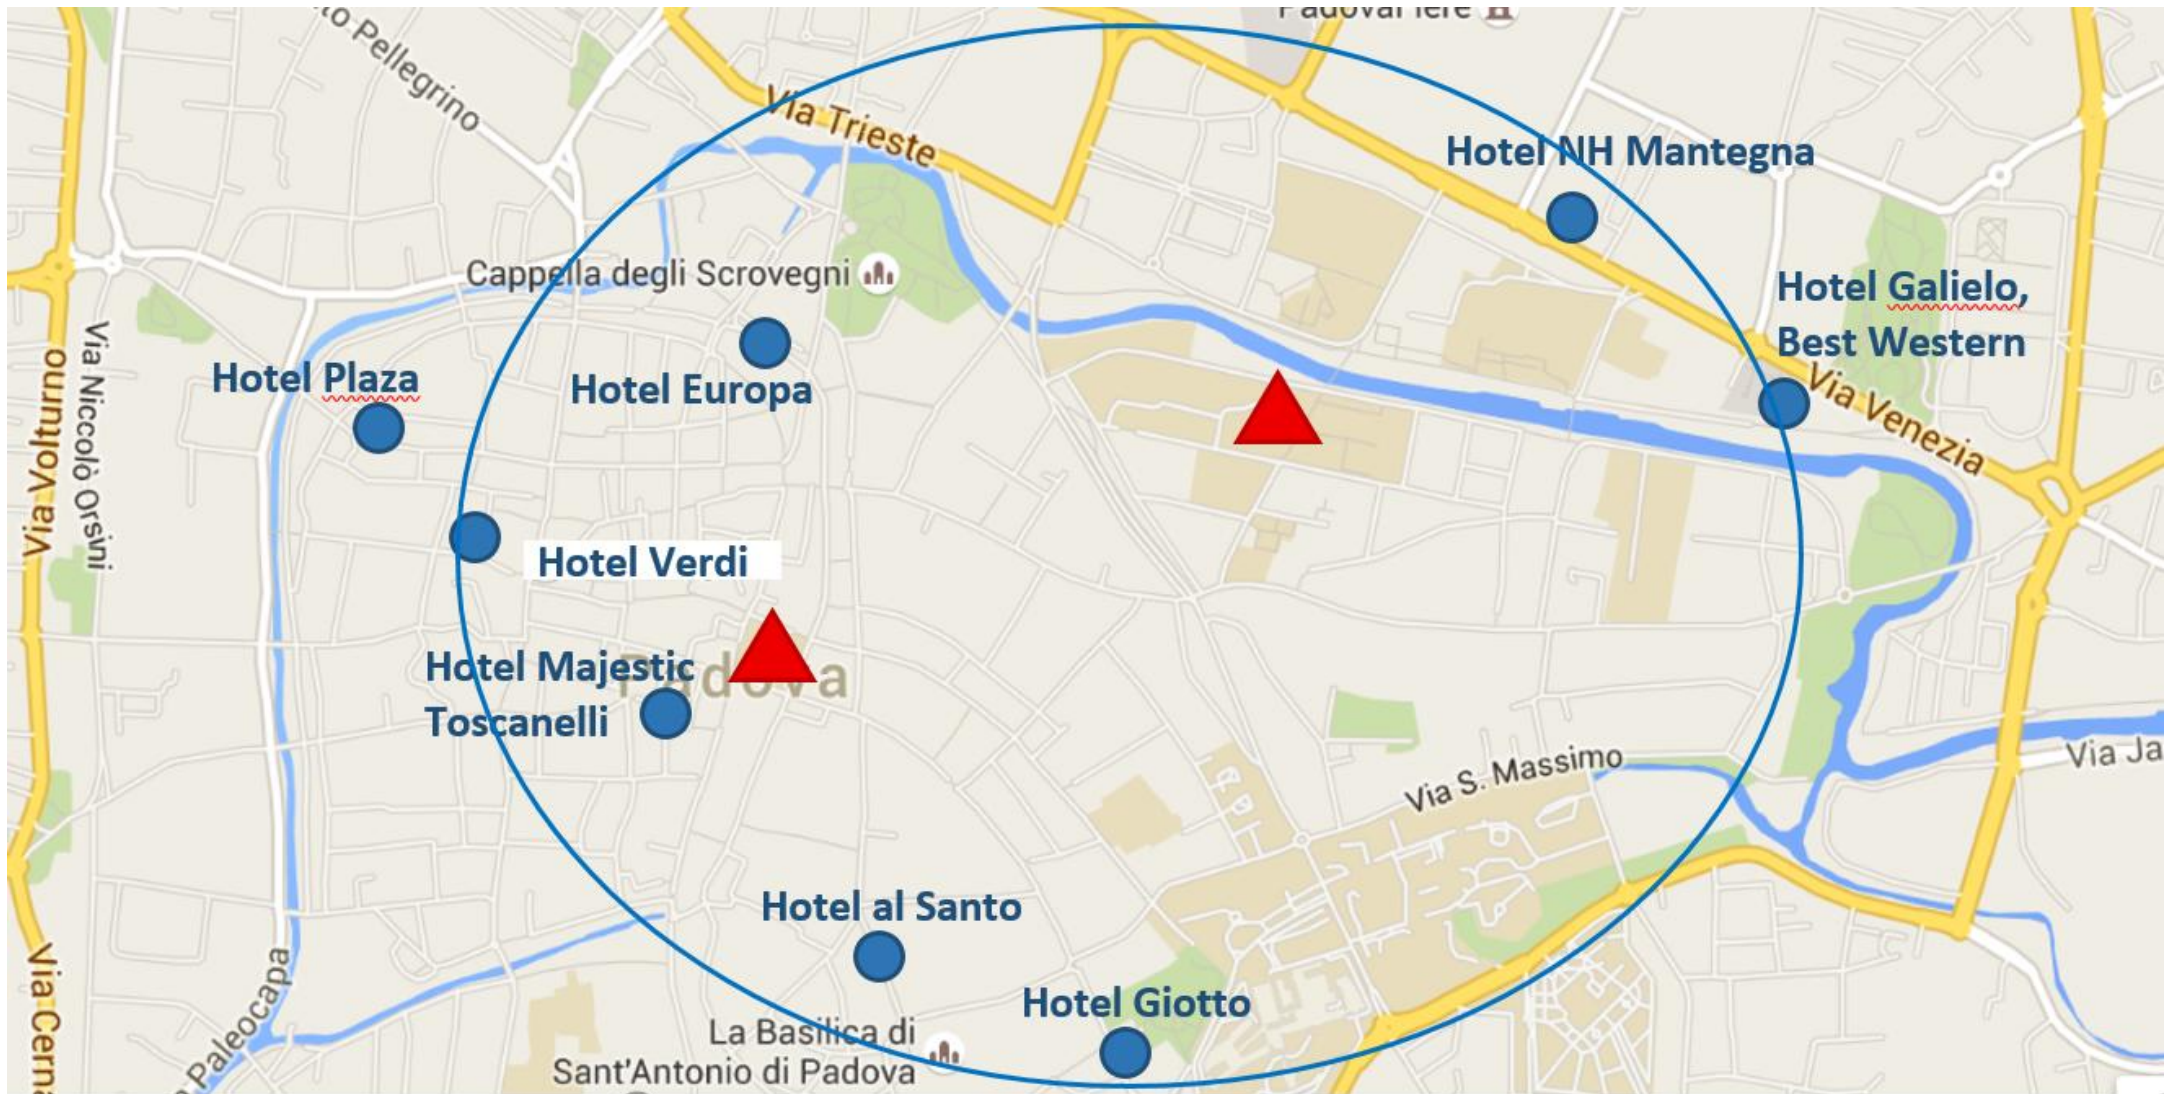 to Pellegrino
PadovaFiere
Via Trieste
Hotel NH Mantegna
Cappella degli Scrovegni
Hotel Galielo,
Best Western
Via Volturno
Via Niccolò Orsini
Hotel Plaza
Hotel Europa
Via Venezia
Hotel Verdi
Hotel Majestic
Toscanelli
Padova
Via S. Massimo
Via Ja
Hotel al Santo
Via Cerna
Paleocapa
Hotel Giotto
La Basilica di
Sant'Antonio di Padova